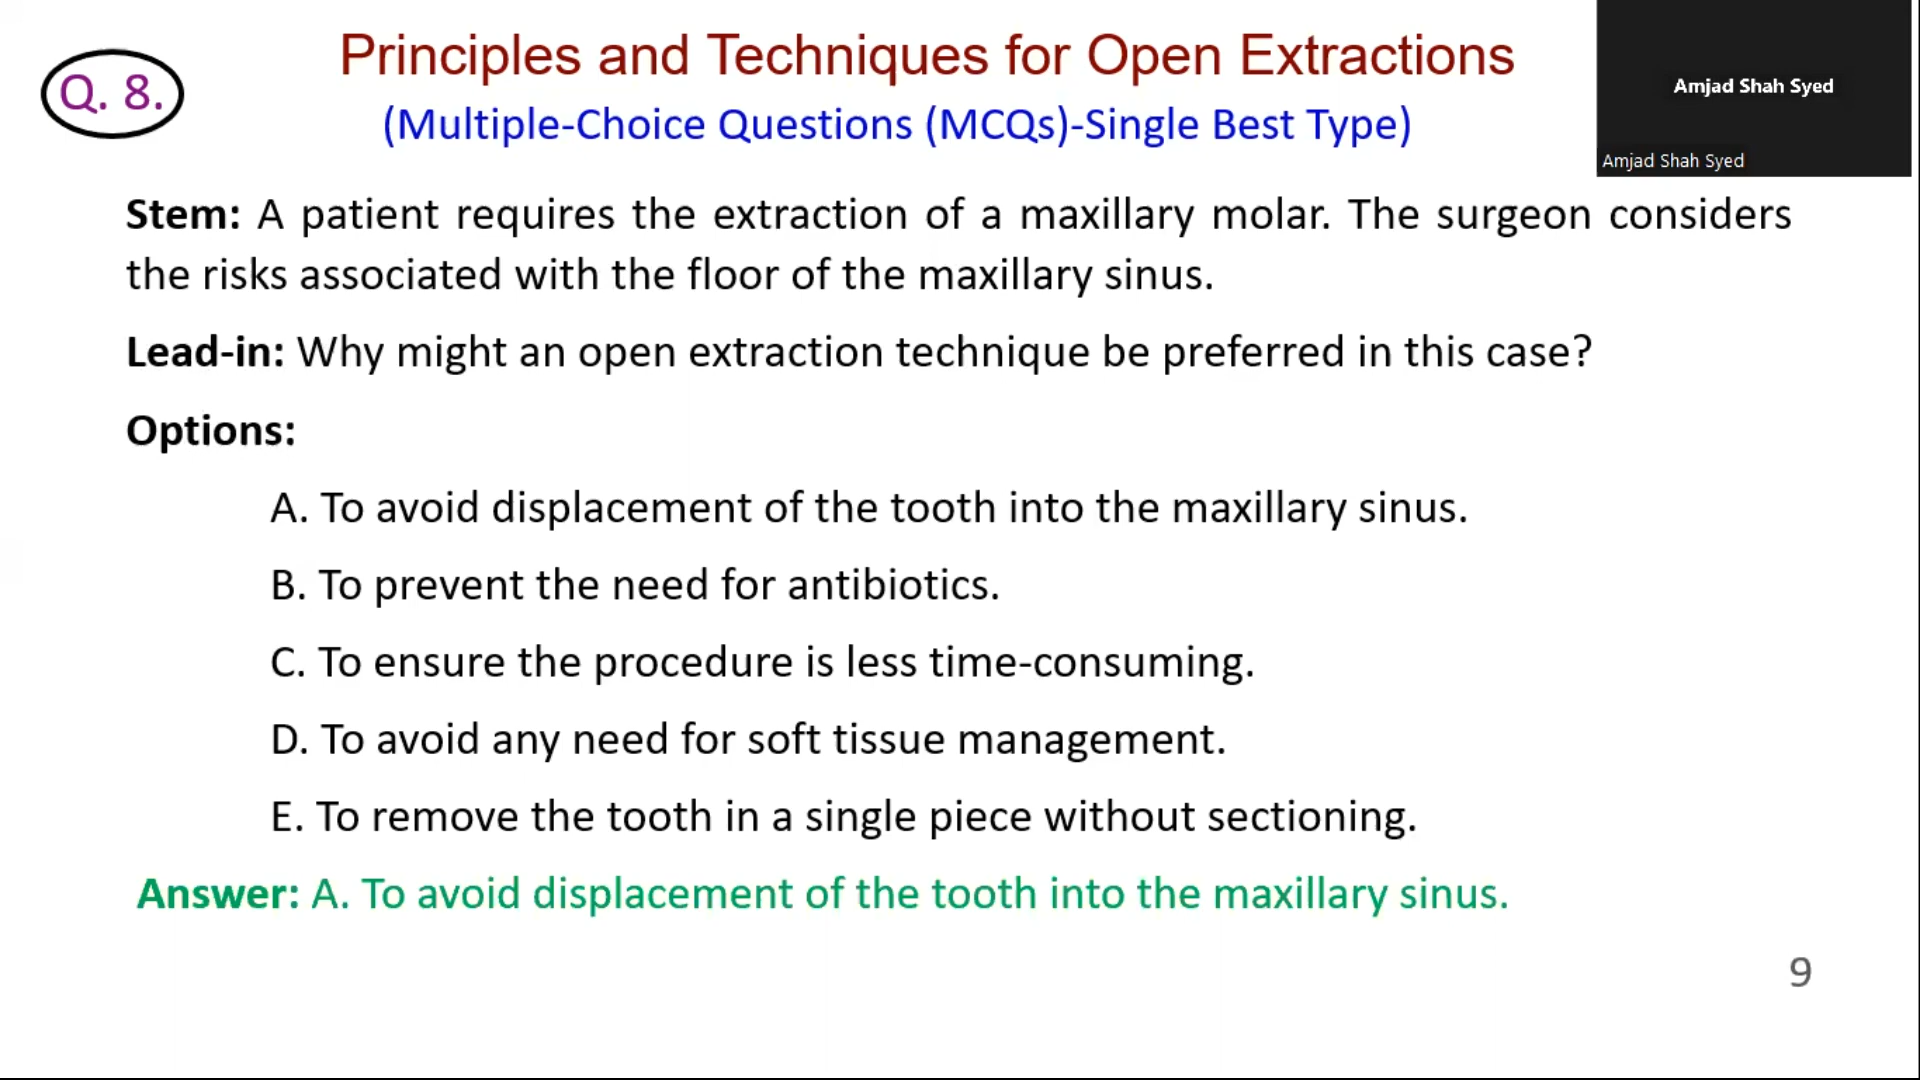 Q. 8.
Principles and Techniques for Open Extractions
(Multiple-Choice Questions (MCQs)-Single Best Type)
Amjad Shah Syed
Amjad Shah Syed
Stem: A patient requires the extraction of a maxillary molar. The surgeon considers
the risks associated with the floor of the maxillary sinus.
Lead-in: Why might an open extraction technique be preferred in this case?
Options:
A. To avoid displacement of the tooth into the maxillary sinus.
B. To prevent the need for antibiotics.
C. To ensure the procedure is less time-consuming.
D. To avoid any need for soft tissue management.
E. To remove the tooth in a single piece without sectioning.
Answer: A. To avoid displacement of the tooth into the maxillary sinus.
9